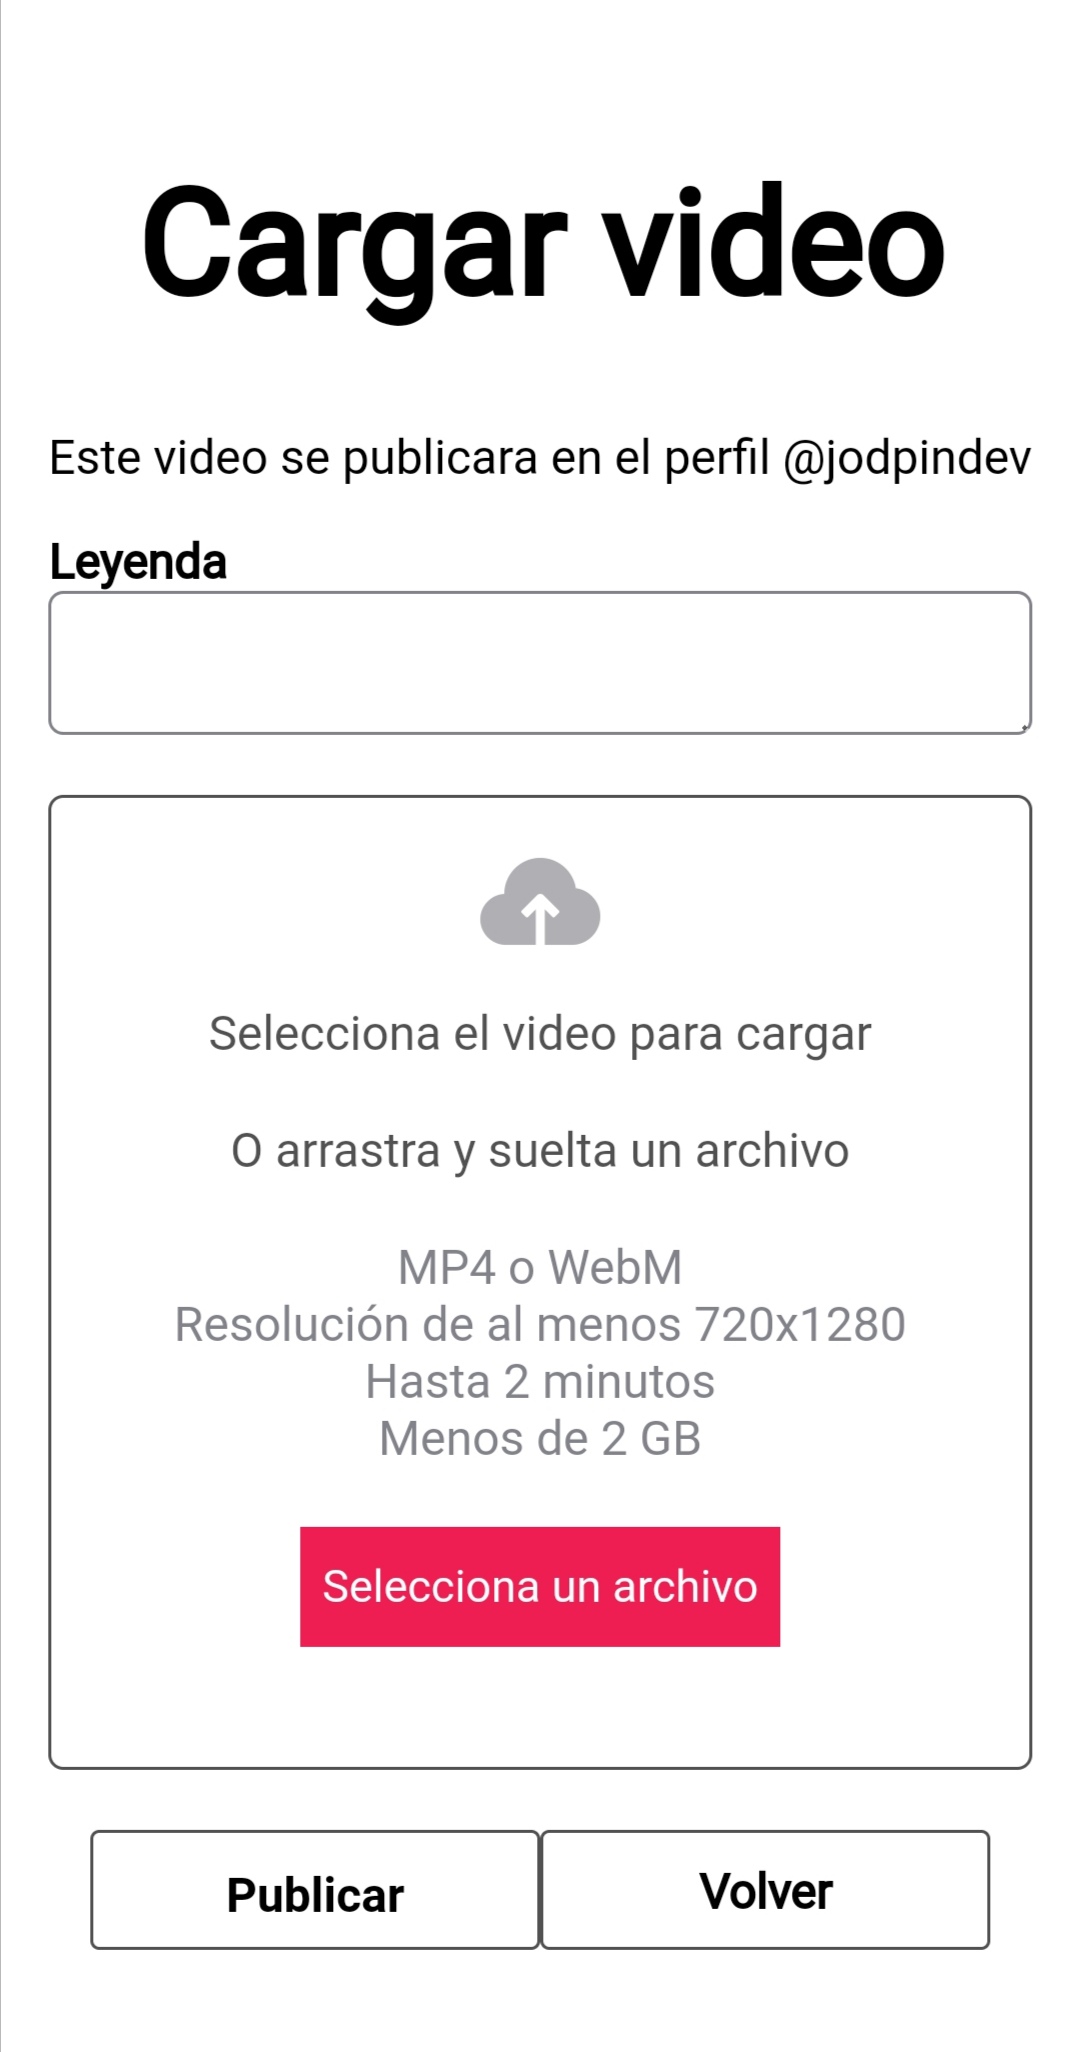 Cargar video
Este video se publicara en el perfil @jodpindev
Leyenda
Selecciona el video para cargar
O arrastra y suelta un archivo
MP4 o WebM
Resolución de al menos 720x1280
Hasta 2 minutos
Menos de 2 GB
Selecciona un archivo
Publicar
Volver